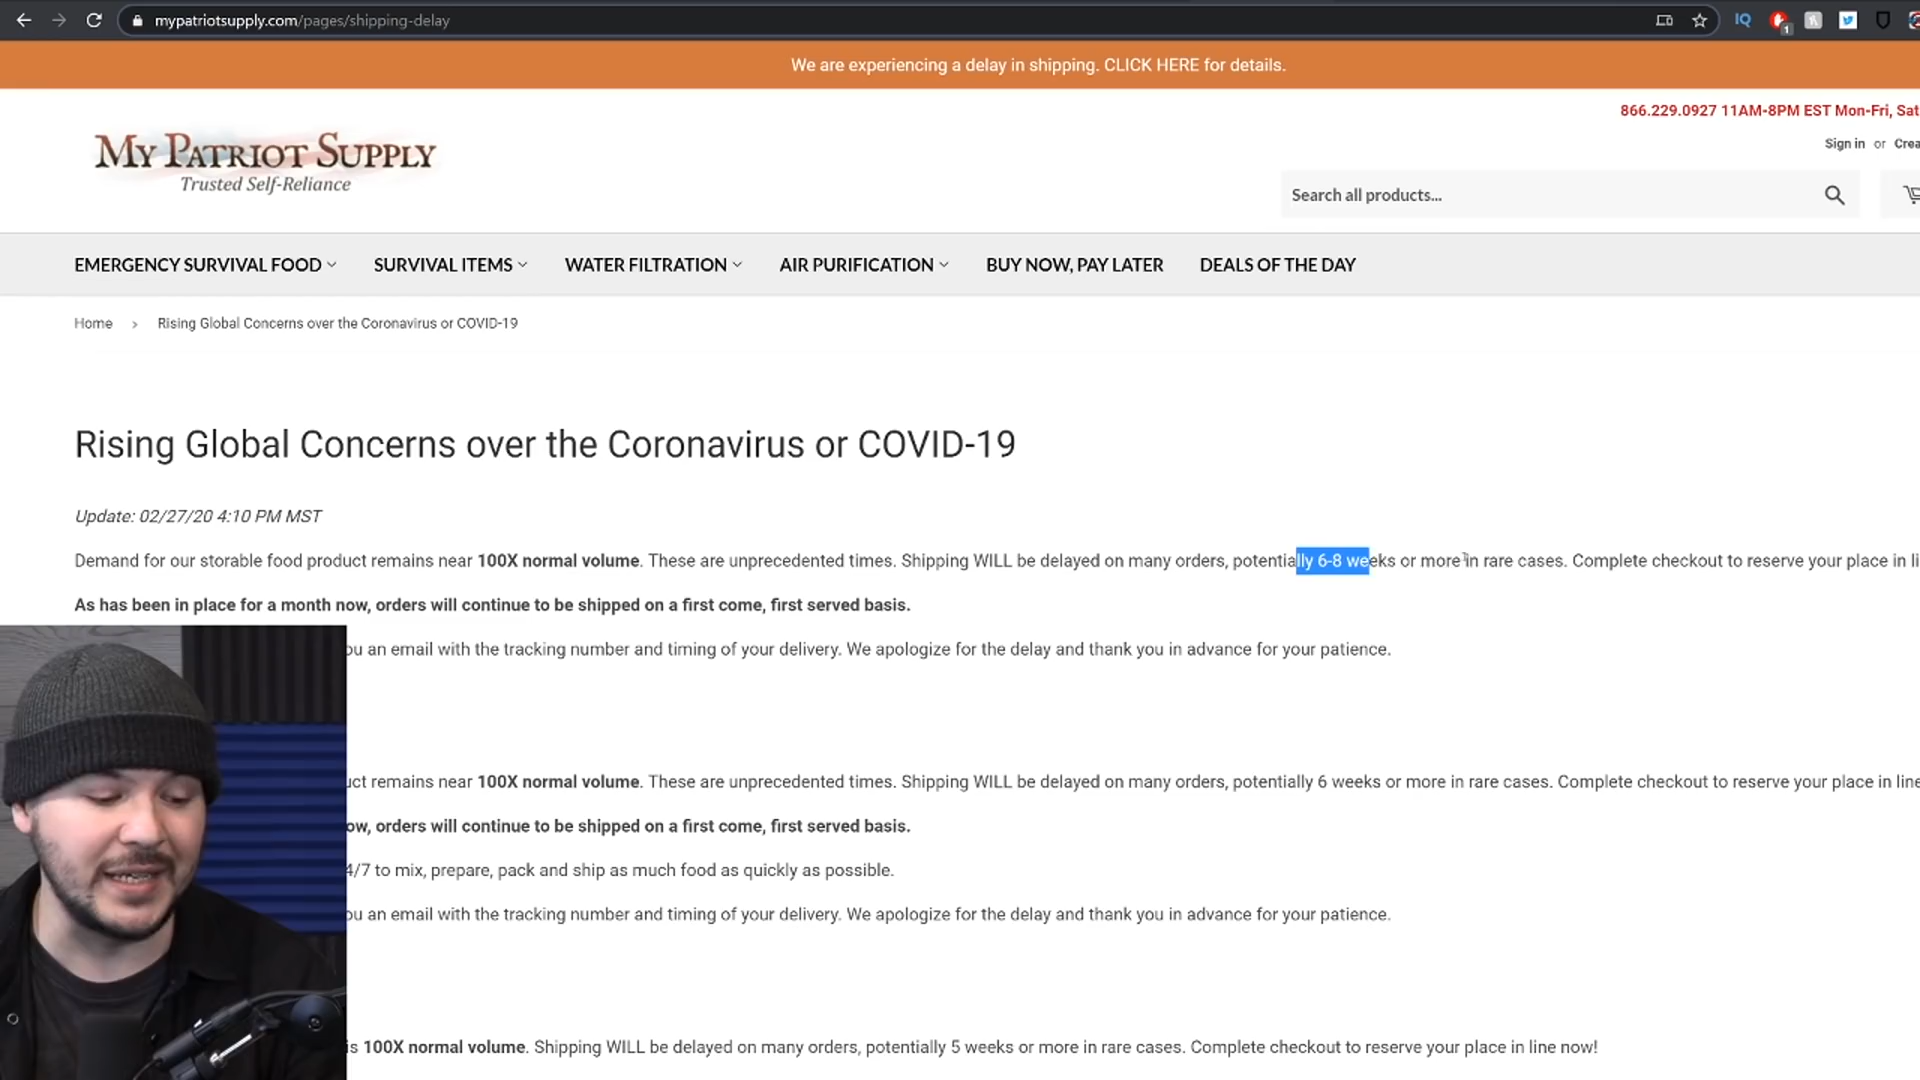 mypatriotsupply.com/pages/shipping-delay
IQ
1
We are experiencing a delay in shipping. CLICK HERE for details.
866.229.0927 11AM-8PM EST Mon-Fri, Sat
MY PATRIOT SUPPLY
Trusted Self-Reliance
Sign in or Crea
Search all products...
EMERGENCY SURVIVAL FOOD SURVIVAL ITEMS WATER FILTRATION AIR PURIFICATION BUY NOW, PAY LATER DEALS OF THE DAY
Home › Rising Global Concerns over the Coronavirus or COVID-19
Rising Global Concerns over the Coronavirus or COVID-19
Update: 02/27/20 4:10 PM MST
Demand for our storable food product remains near 100X normal volume. These are unprecedented times. Shipping WILL be delayed on many orders, potentially 6-8 weeks or more in rare cases. Complete checkout to reserve your place in li
As has been in place for a month now, orders will continue to be shipped on a first come, first served basis.
ou an email with the tracking number and timing of your delivery. We apologize for the delay and thank you in advance for your patience.
uct remains near 100X normal volume. These are unprecedented times. Shipping WILL be delayed on many orders, potentially 6 weeks or more in rare cases. Complete checkout to reserve your place in line
ow, orders will continue to be shipped on a first come, first served basis.
4/7 to mix, prepare, pack and ship as much food as quickly as possible.
ou an email with the tracking number and timing of your delivery. We apologize for the delay and thank you in advance for your patience.
is 100X normal volume. Shipping WILL be delayed on many orders, potentially 5 weeks or more in rare cases. Complete checkout to reserve your place in line now!